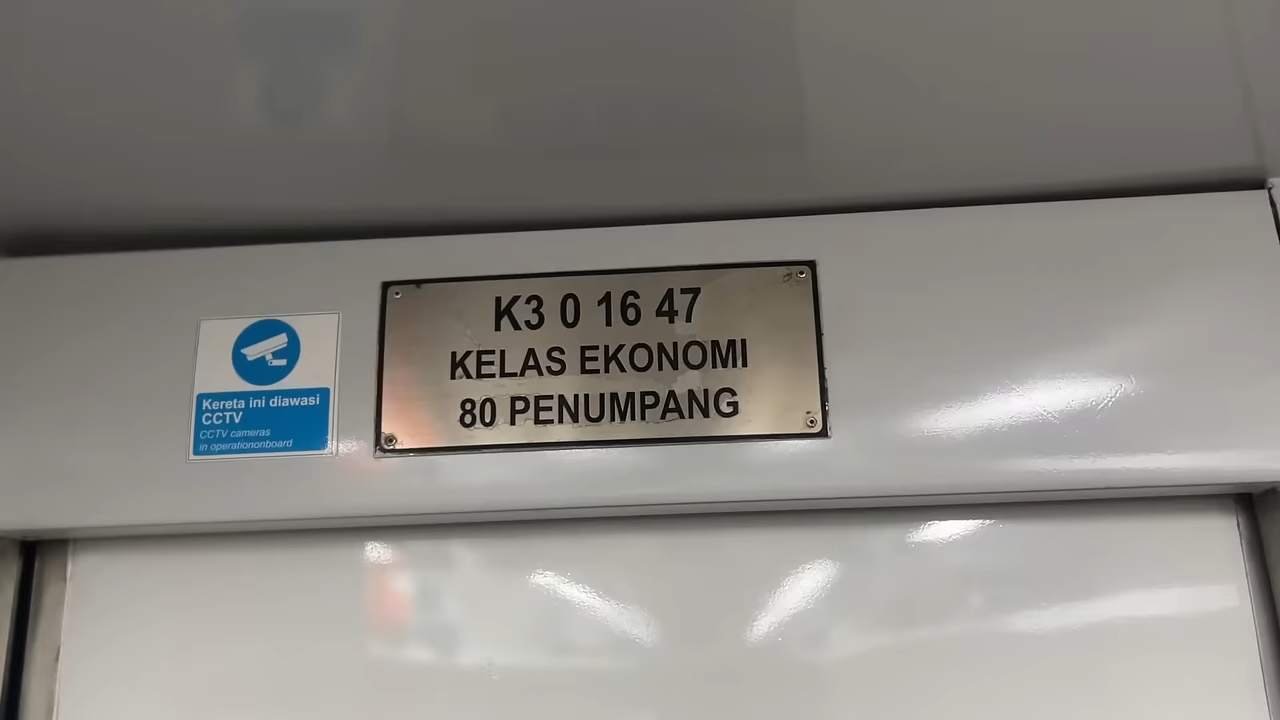 K3 0 16 47
KELAS EKONOMI
80 PENUMPANG
Kereta ini diawasi
CCTV
CCTV cameras
in operationonboard